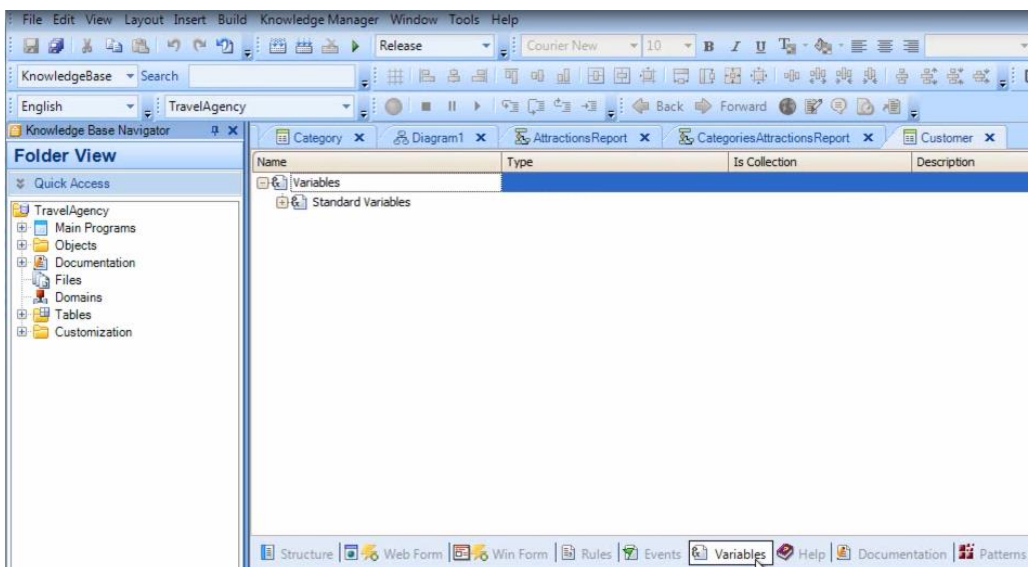 File Edit View Layout Insert Build Knowledge Manager Window Tools Help
Release Courier New 10 B I U
KnowledgeBase Search
English TravelAgency Back Forward
Knowledge Base Navigator
Category Diagram1 AttractionsReport CategoriesAttractionsReport Customer
Folder View
Name Type Is Collection Description
Quick Access
Variables
Standard Variables
TravelAgency
Main Programs
Objects
Documentation
Files
Domains
Tables
Customization
Structure Web Form Win Form Rules Events Variables Help Documentation Patterns